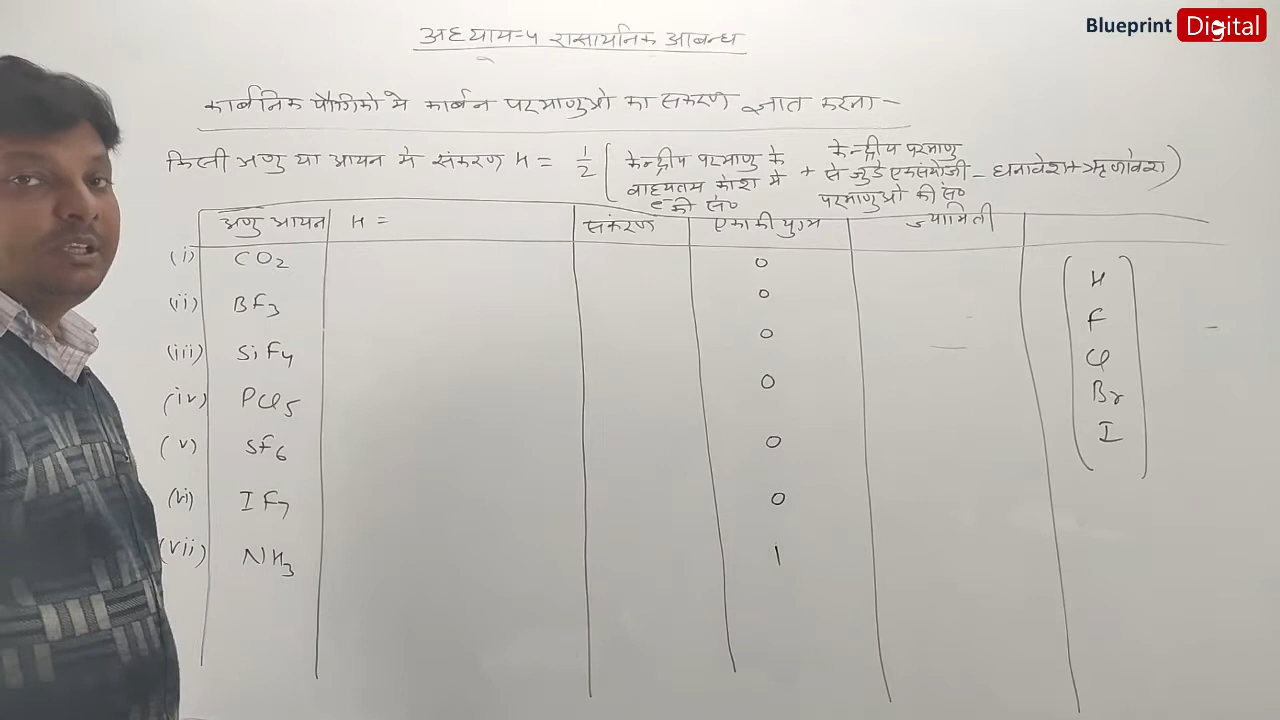 Blueprint Digital
अध्याय-4 रासायनिक आबन्ध
कार्बनिक यौगिको मे कार्बन परमाणुओ का संकरण ज्ञात करना -
किसी अणु या आयन मे संकरण H = 1/2 [ केन्द्रीय परमाणु के बाह्यतम कोश मे e की सं० + केन्द्रीय परमाणु से जुडे एकसंयोजी परमाणुओ की सं० - धनावेश + ऋणावेश )
अणु आयन H = संकरण एकाकी युग्म ज्यामिती
(i) CO2 0
(ii) BF3 0
(iii) SiF4 0
(iv) PCl5 0
(v) SF6 0
(vi) IF7 0
(vii) NH3 1
H
F
Cl
Br
I